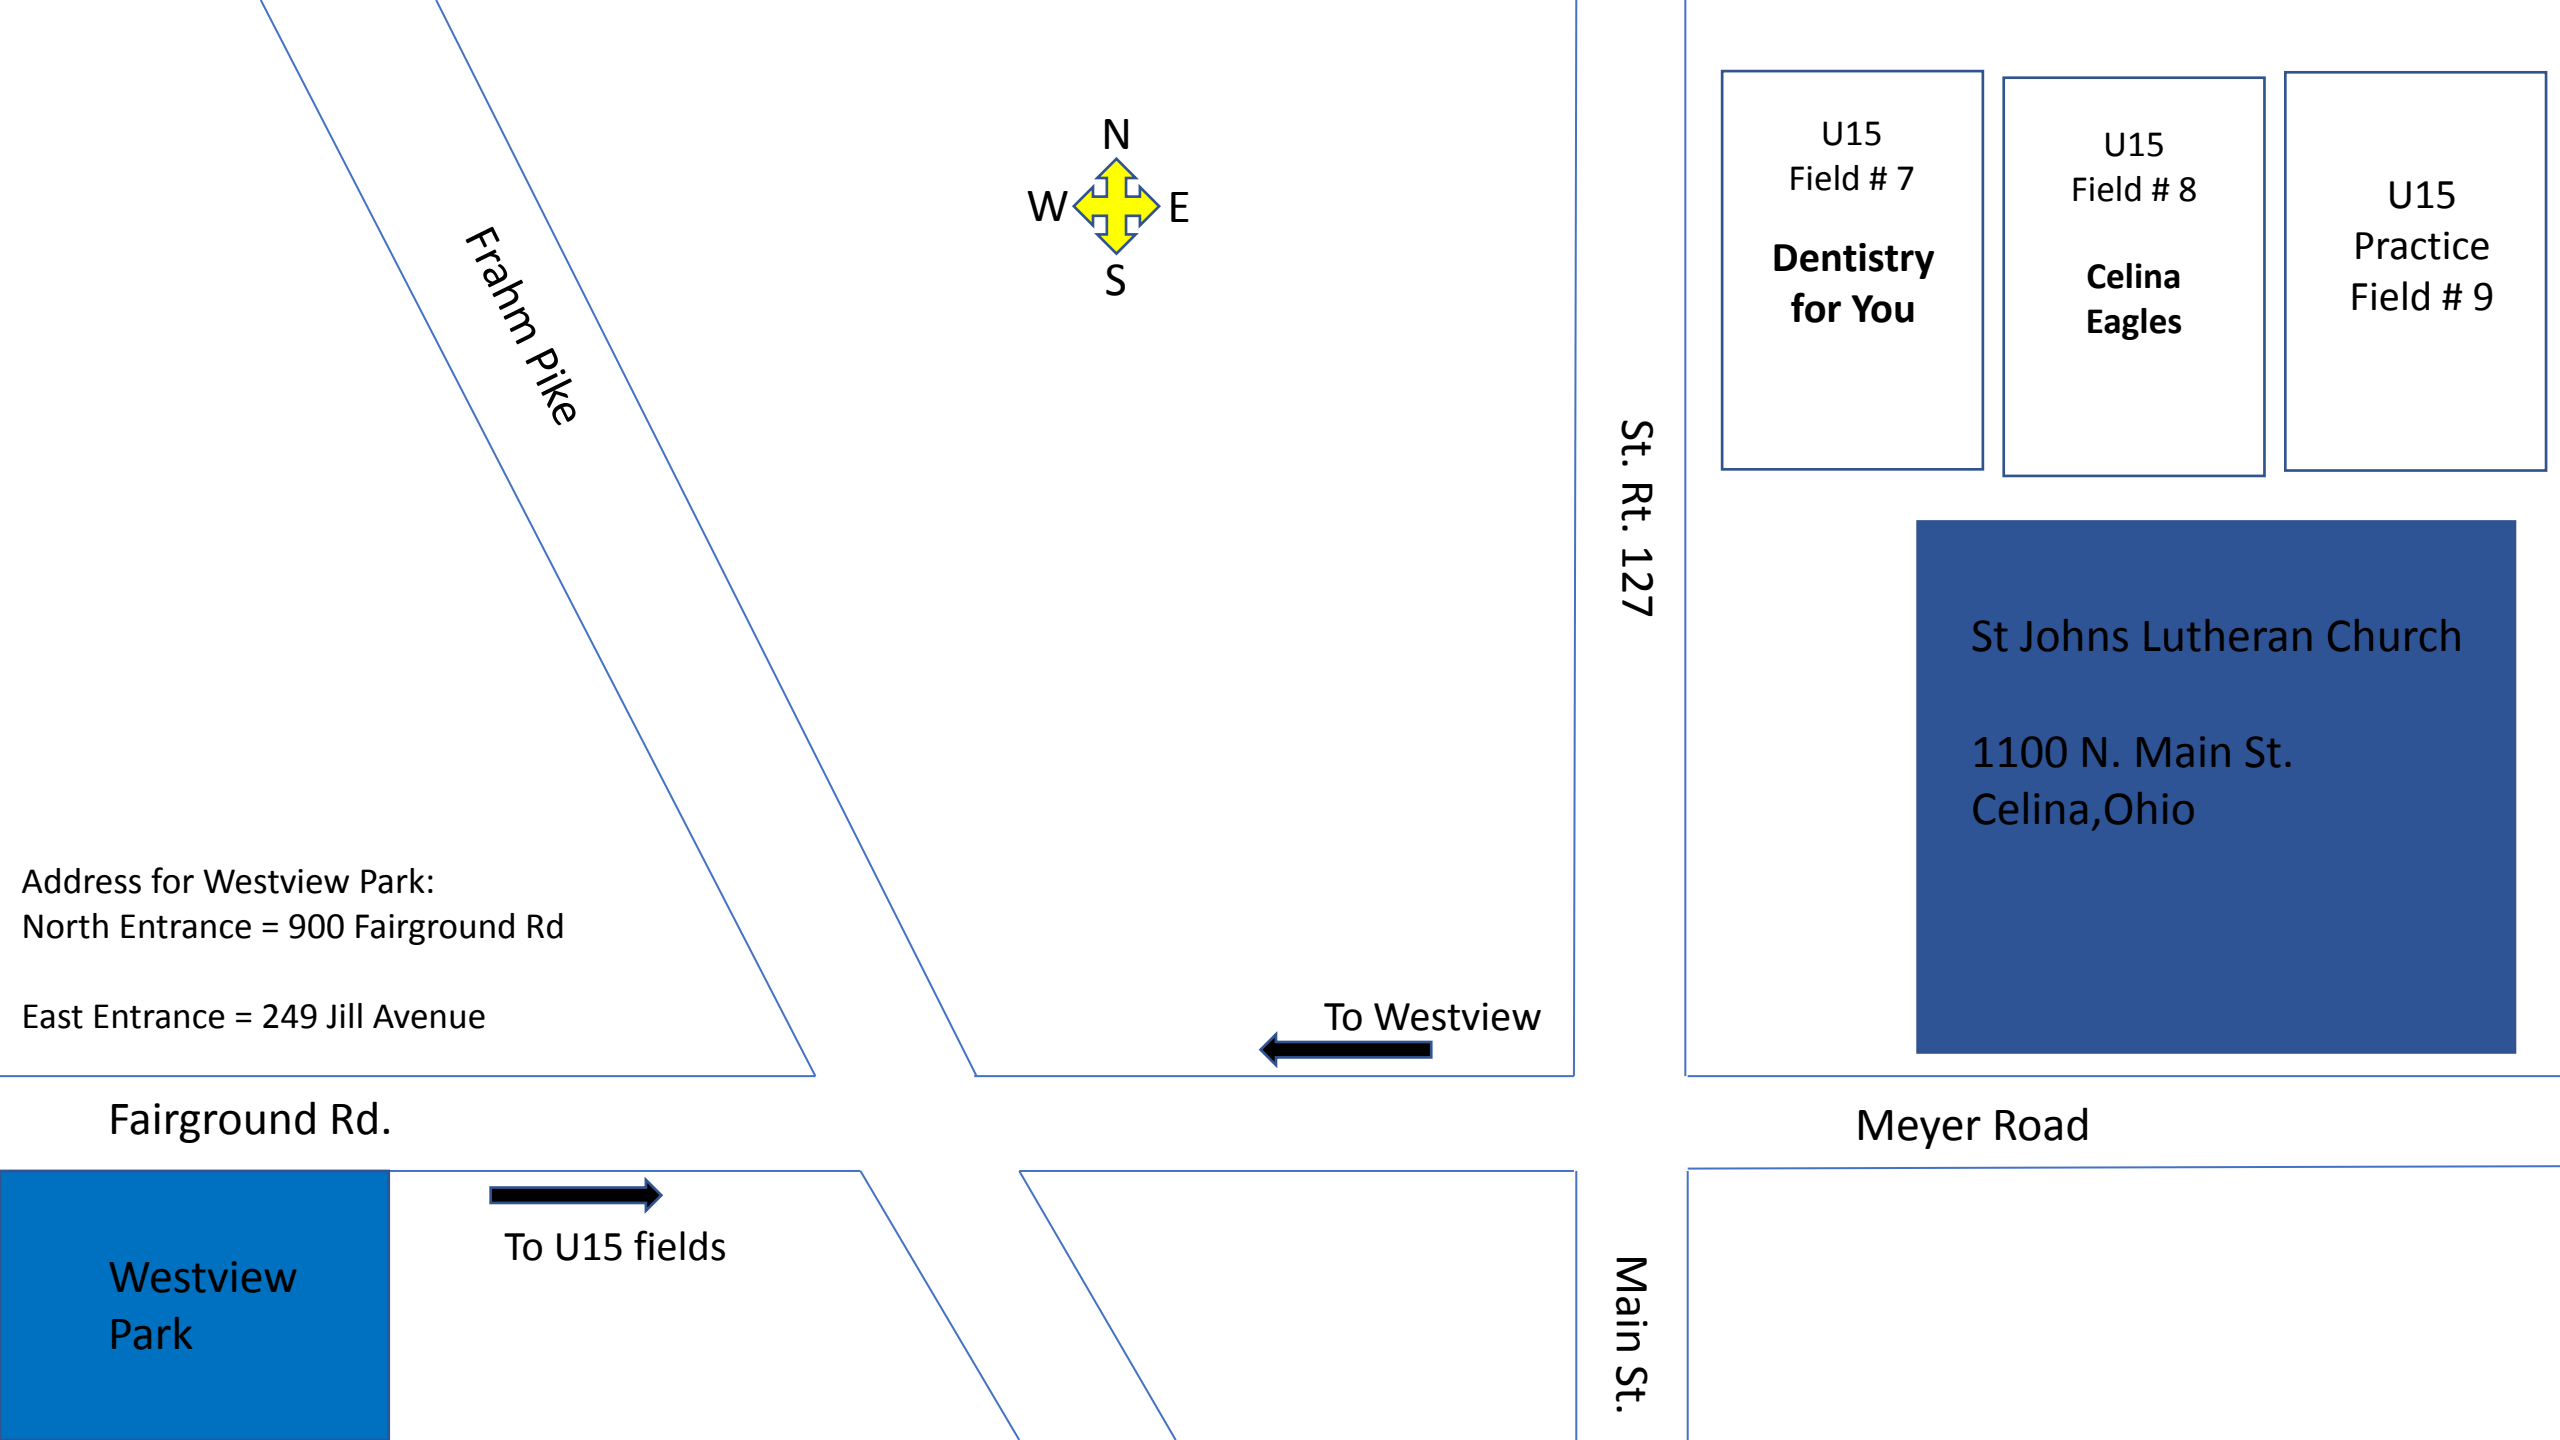 N
W
E
S
Frahm Pike
St. Rt. 127
U15
Field # 7
Dentistry
for You
U15
Field # 8
Celina
Eagles
U15
Practice
Field # 9
St Johns Lutheran Church
1100 N. Main St.
Celina,Ohio
Address for Westview Park:
North Entrance = 900 Fairground Rd
East Entrance = 249 Jill Avenue
To Westview
Fairground Rd.
Meyer Road
To U15 fields
Westview
Park
Main St.